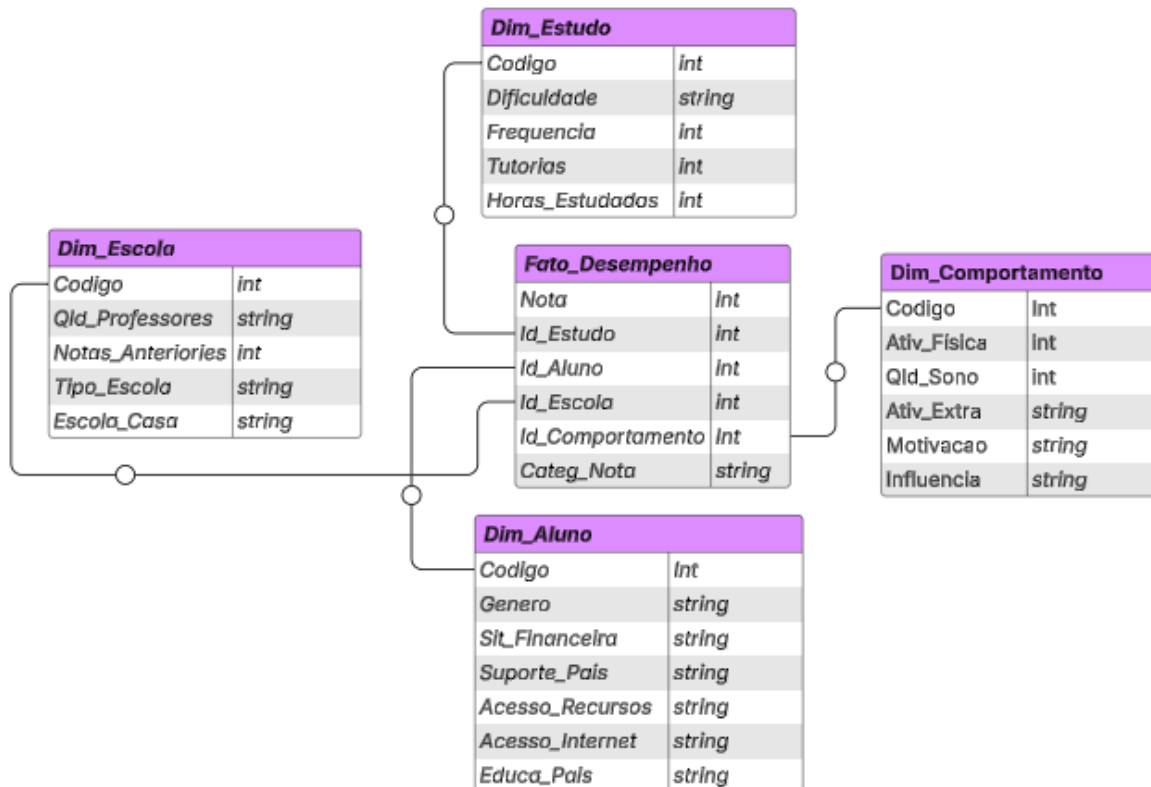 Dim_Estudo
Codigo int
Dificuldade string
Frequencia int
Tutorias int
Horas_Estudadas int
Dim_Escola
Codigo int
Qld_Professores string
Notas_Anteriories int
Tipo_Escola string
Escola_Casa string
Fato_Desempenho
Nota int
Id_Estudo int
Id_Aluno int
Id_Escola int
Id_Comportamento Int
Categ_Nota string
Dim_Comportamento
Codigo Int
Ativ_Física Int
Qld_Sono int
Ativ_Extra string
Motivacao string
Influencia string
Dim_Aluno
Codigo Int
Genero string
Sit_Financeira string
Suporte_Pais string
Acesso_Recursos string
Acesso_Internet string
Educa_Pais string